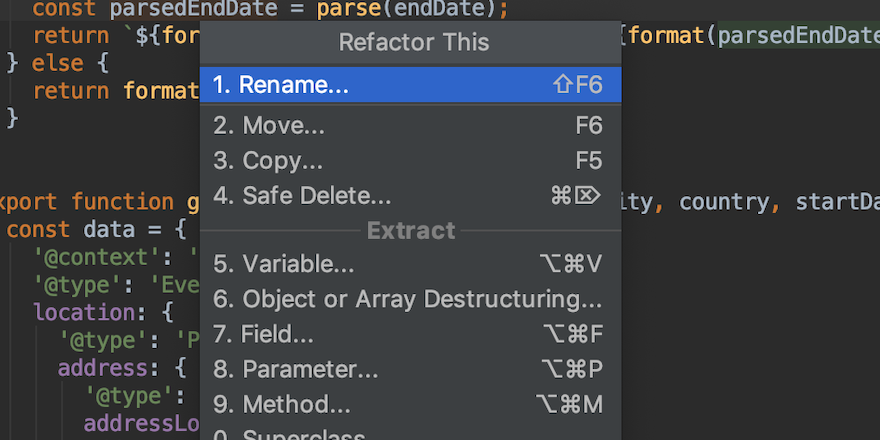 const parsedEndDate = parse(endDate);
return `${for {format(parsedEndDate
} else {
return format
}
Refactor This
1. Rename... ⇧F6
2. Move... F6
3. Copy... F5
4. Safe Delete... ⌘⌦
Extract
5. Variable... ⌥⌘V
6. Object or Array Destructuring...
7. Field... ⌥⌘F
8. Parameter... ⌥⌘P
9. Method... ⌥⌘M
0. Superclass
xport function g ity, country, startDa
const data = {
'@context': '
'@type': 'Eve
location: {
'@type': 'P
address: {
'@type':
addressLo